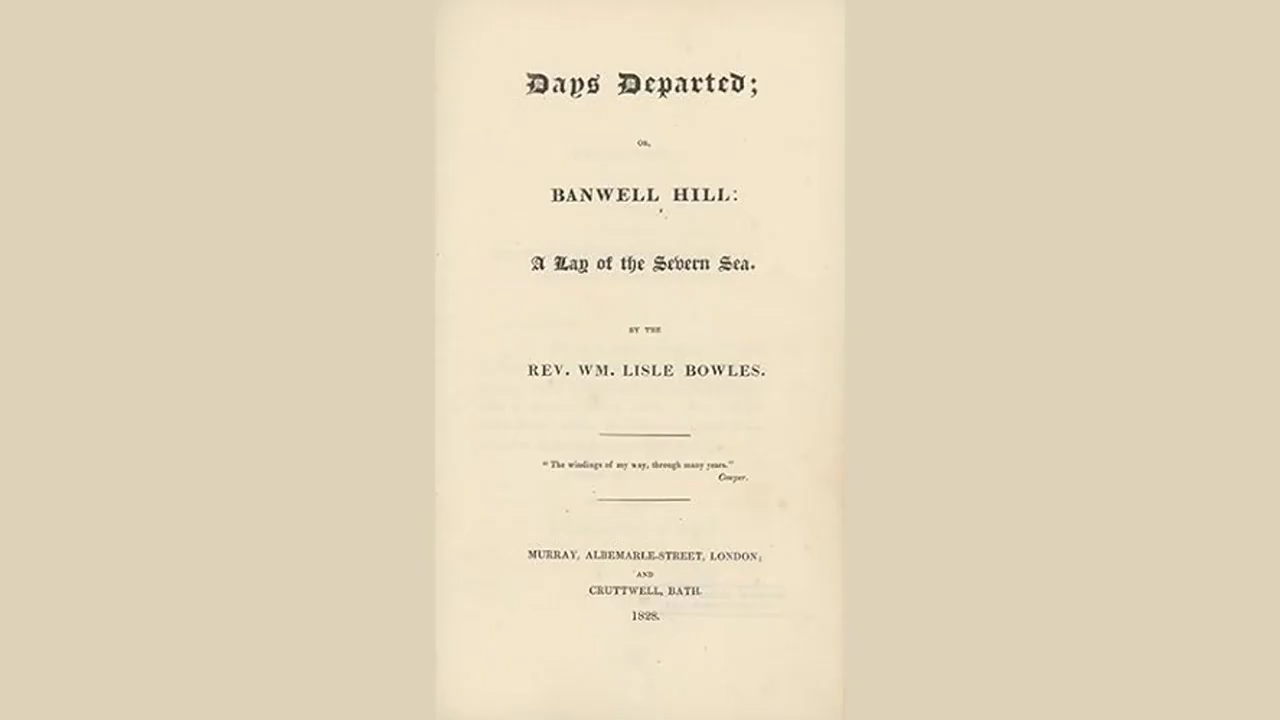 Days Departed;
OR,
BANWELL HILL:
A Lay of the Severn Sea.
BY THE
REV. WM. LISLE BOWLES.
"The windings of my way, through many years."
Cowper.
MURRAY, ALBEMARLE-STREET, LONDON;
AND
CRUTTWELL, BATH.
1828.